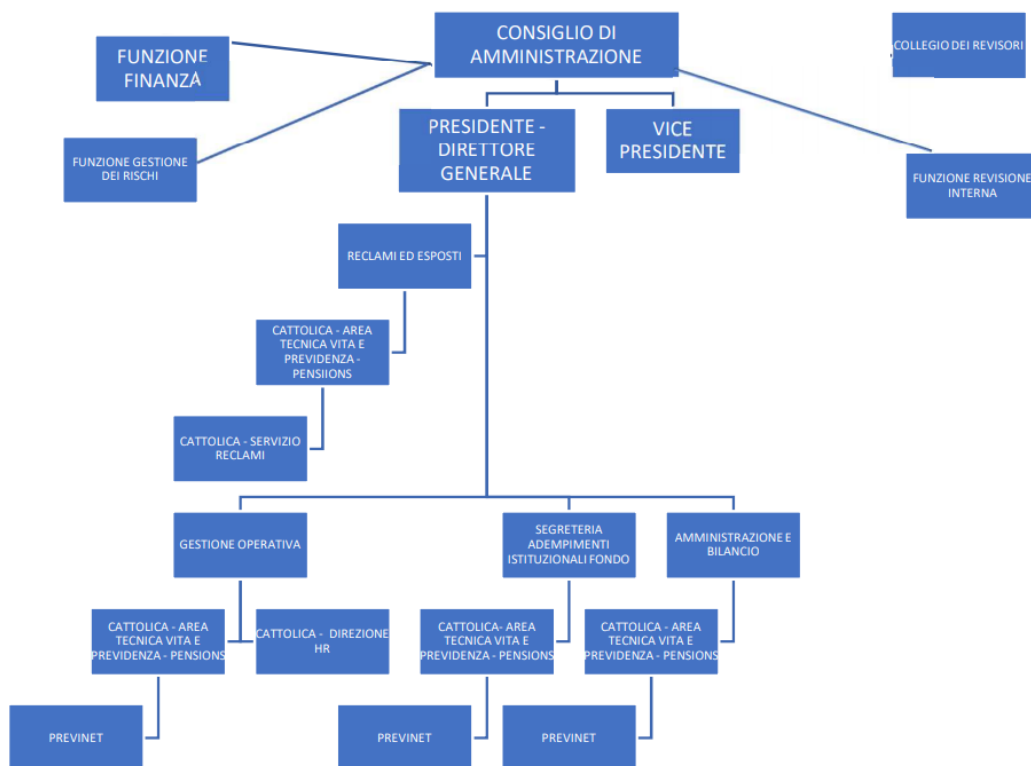 CONSIGLIO DI
AMMINISTRAZIONE
FUNZIONE
FINANZA
COLLEGIO DEI REVISORI
PRESIDENTE -
DIRETTORE
GENERALE
VICE
PRESIDENTE
FUNZIONE GESTIONE
DEI RISCHI
FUNZIONE REVISIONE
INTERNA
RECLAMI ED ESPOSTI
CATTOLICA - AREA
TECNICA VITA E
PREVIDENZA -
PENSIIONS
CATTOLICA - SERVIZIO
RECLAMI
GESTIONE OPERATIVA
SEGRETERIA
ADEMPIMENTI
ISTITUZIONALI FONDO
AMMINISTRAZIONE E
BILANCIO
CATTOLICA - AREA
TECNICA VITA E
PREVIDENZA - PENSIONS
CATTOLICA - DIREZIONE
HR
CATTOLICA- AREA
TECNICA VITA E
PREVIDENZA - PENSIONS
CATTOLICA - AREA
TECNICA VITA E
PREVIDENZA - PENSIONS
PREVINET
PREVINET
PREVINET